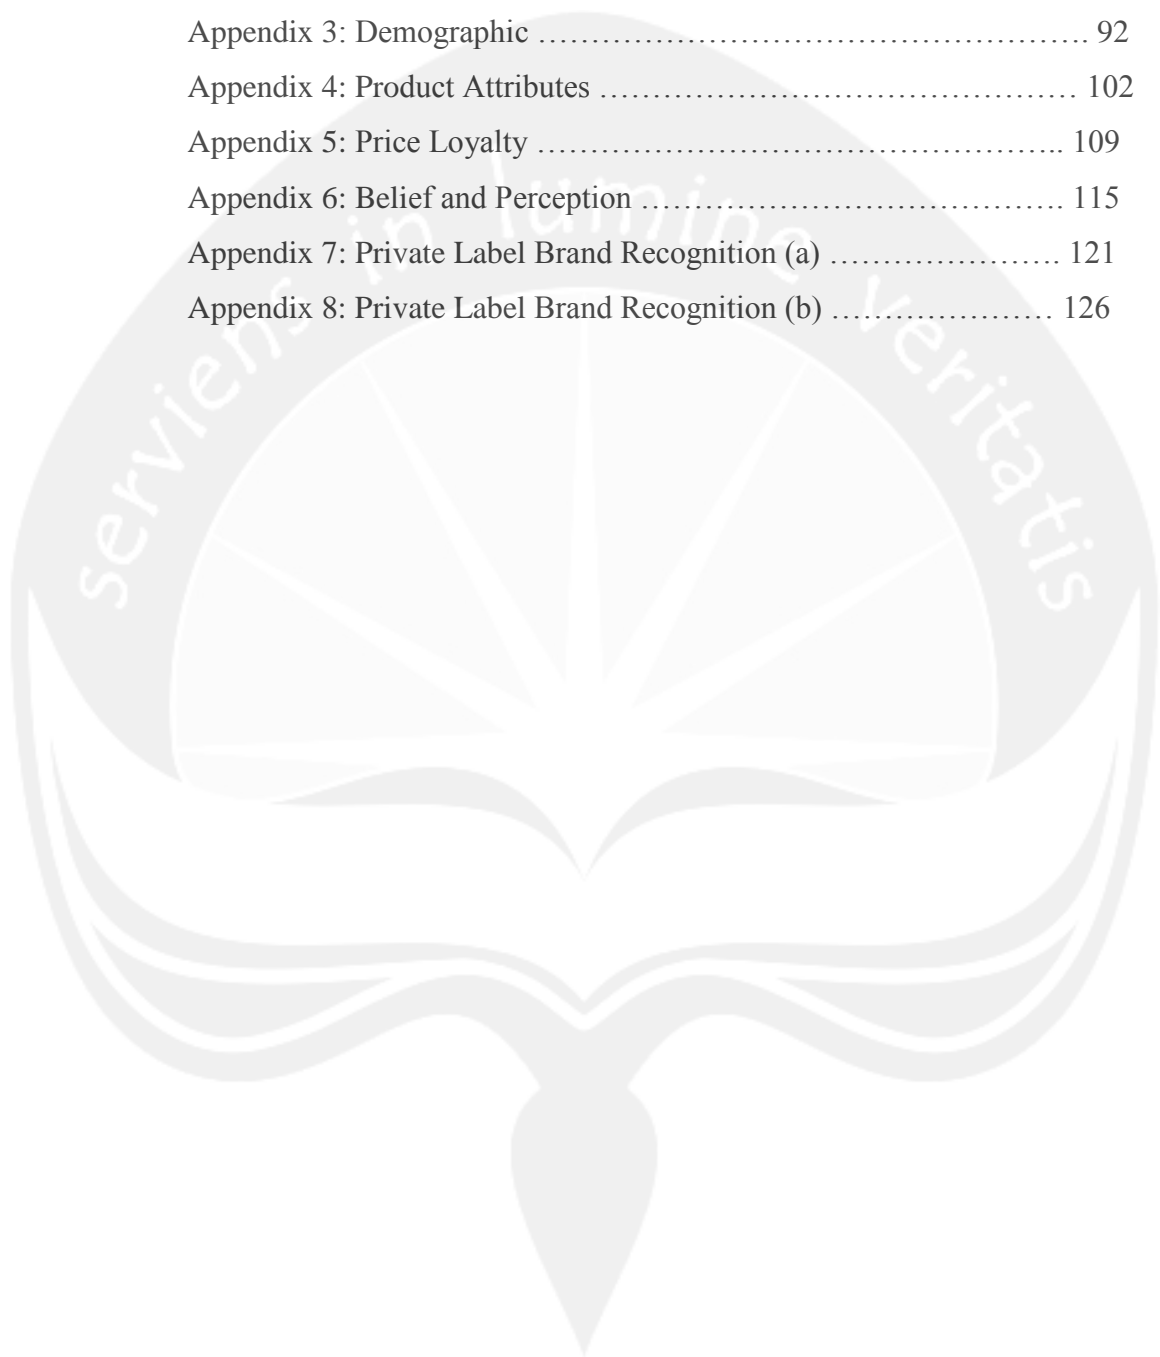 Appendix 3: Demographic ……………………………………………. 92
Appendix 4: Product Attributes ……………………………………… 102
Appendix 5: Price Loyalty ………………………………………….. 109
Appendix 6: Belief and Perception …………………………………. 115
Appendix 7: Private Label Brand Recognition (a) …………………. 121
Appendix 8: Private Label Brand Recognition (b) ………………… 126
serviens in lumine veritatis